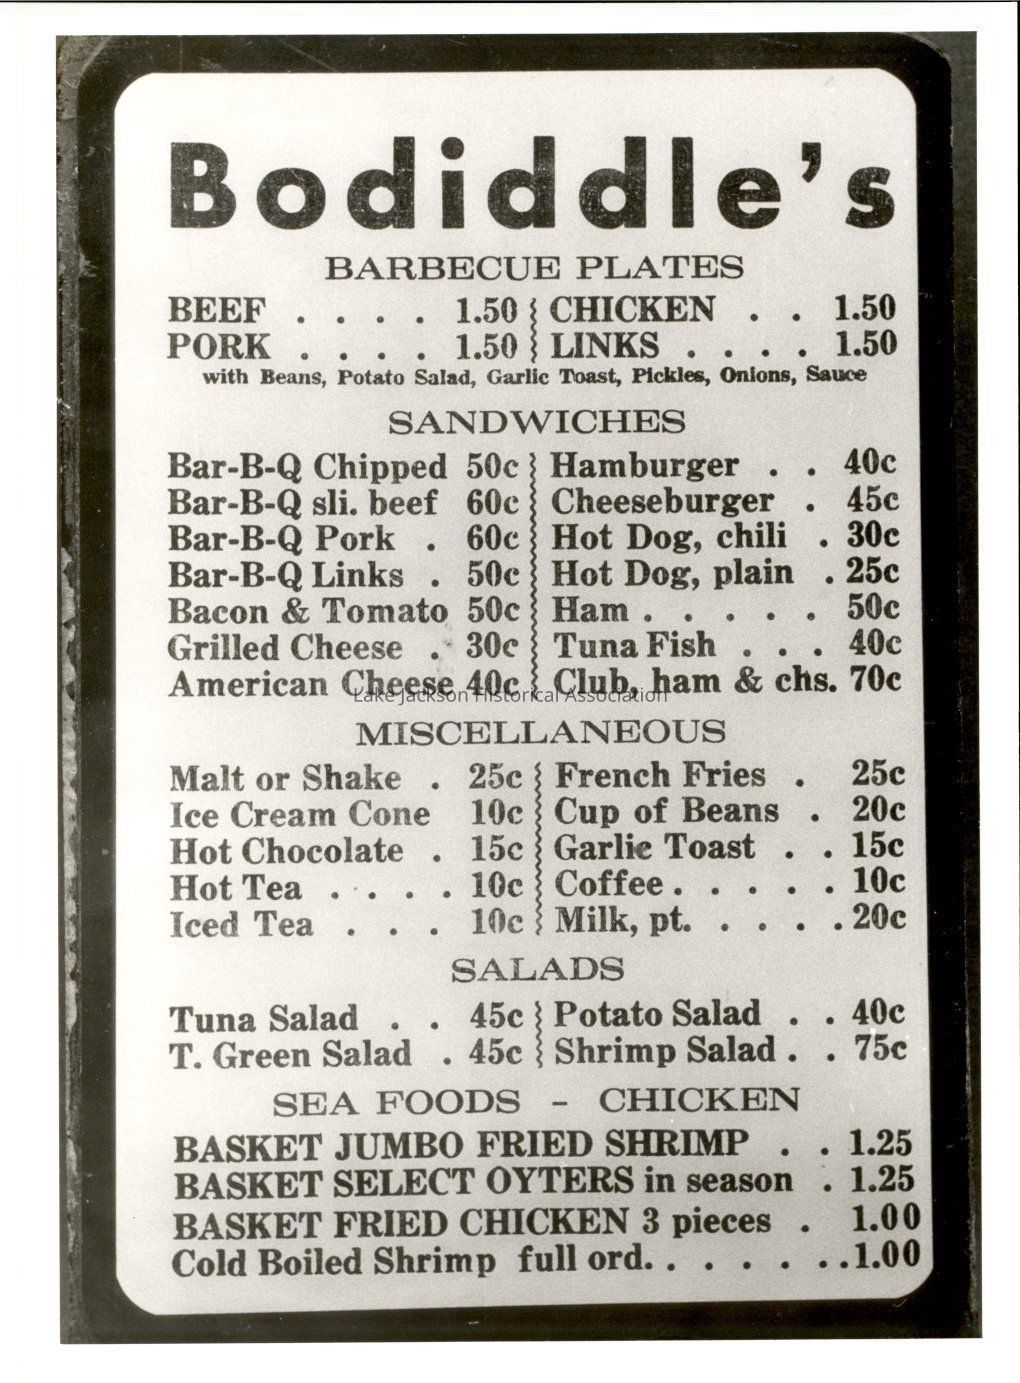 Bodiddle's
BARBECUE PLATES
BEEF . . . . 1.50 CHICKEN . . 1.50
PORK . . . . 1.50 LINKS . . . . 1.50
with Beans, Potato Salad, Garlic Toast, Pickles, Onions, Sauce
SANDWICHES
Bar-B-Q Chipped 50c Hamburger . . 40c
Bar-B-Q sli. beef 60c Cheeseburger . 45c
Bar-B-Q Pork . 60c Hot Dog, chili . 30c
Bar-B-Q Links . 50c Hot Dog, plain . 25c
Bacon & Tomato 50c Ham . . . . . 50c
Grilled Cheese . 30c Tuna Fish . . . 40c
American Cheese 40c Club, ham & chs. 70c
Lake Jackson Historical Association
MISCELLANEOUS
Malt or Shake . 25c French Fries . 25c
Ice Cream Cone 10c Cup of Beans . 20c
Hot Chocolate . 15c Garlic Toast . . 15c
Hot Tea . . . . 10c Coffee . . . . . 10c
Iced Tea . . . 10c Milk, pt. . . . . . 20c
SALADS
Tuna Salad . . 45c Potato Salad . . 40c
T. Green Salad . 45c Shrimp Salad . . 75c
SEA FOODS - CHICKEN
BASKET JUMBO FRIED SHRIMP . . 1.25
BASKET SELECT OYTERS in season . 1.25
BASKET FRIED CHICKEN 3 pieces . 1.00
Cold Boiled Shrimp full ord. . . . . . . . 1.00